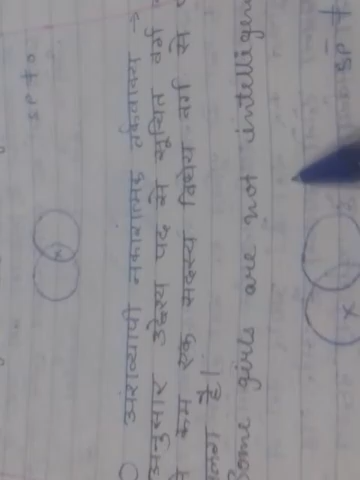 SP ≠ 0
O अंशव्यापी नकारात्मक तर्कवाक्य →
अनुसार उद्देश्य पद से सूचित वर्ग
कम एक सदस्य विधेय वर्ग से
है।
Some girls are not intelligen
SP̄ ≠